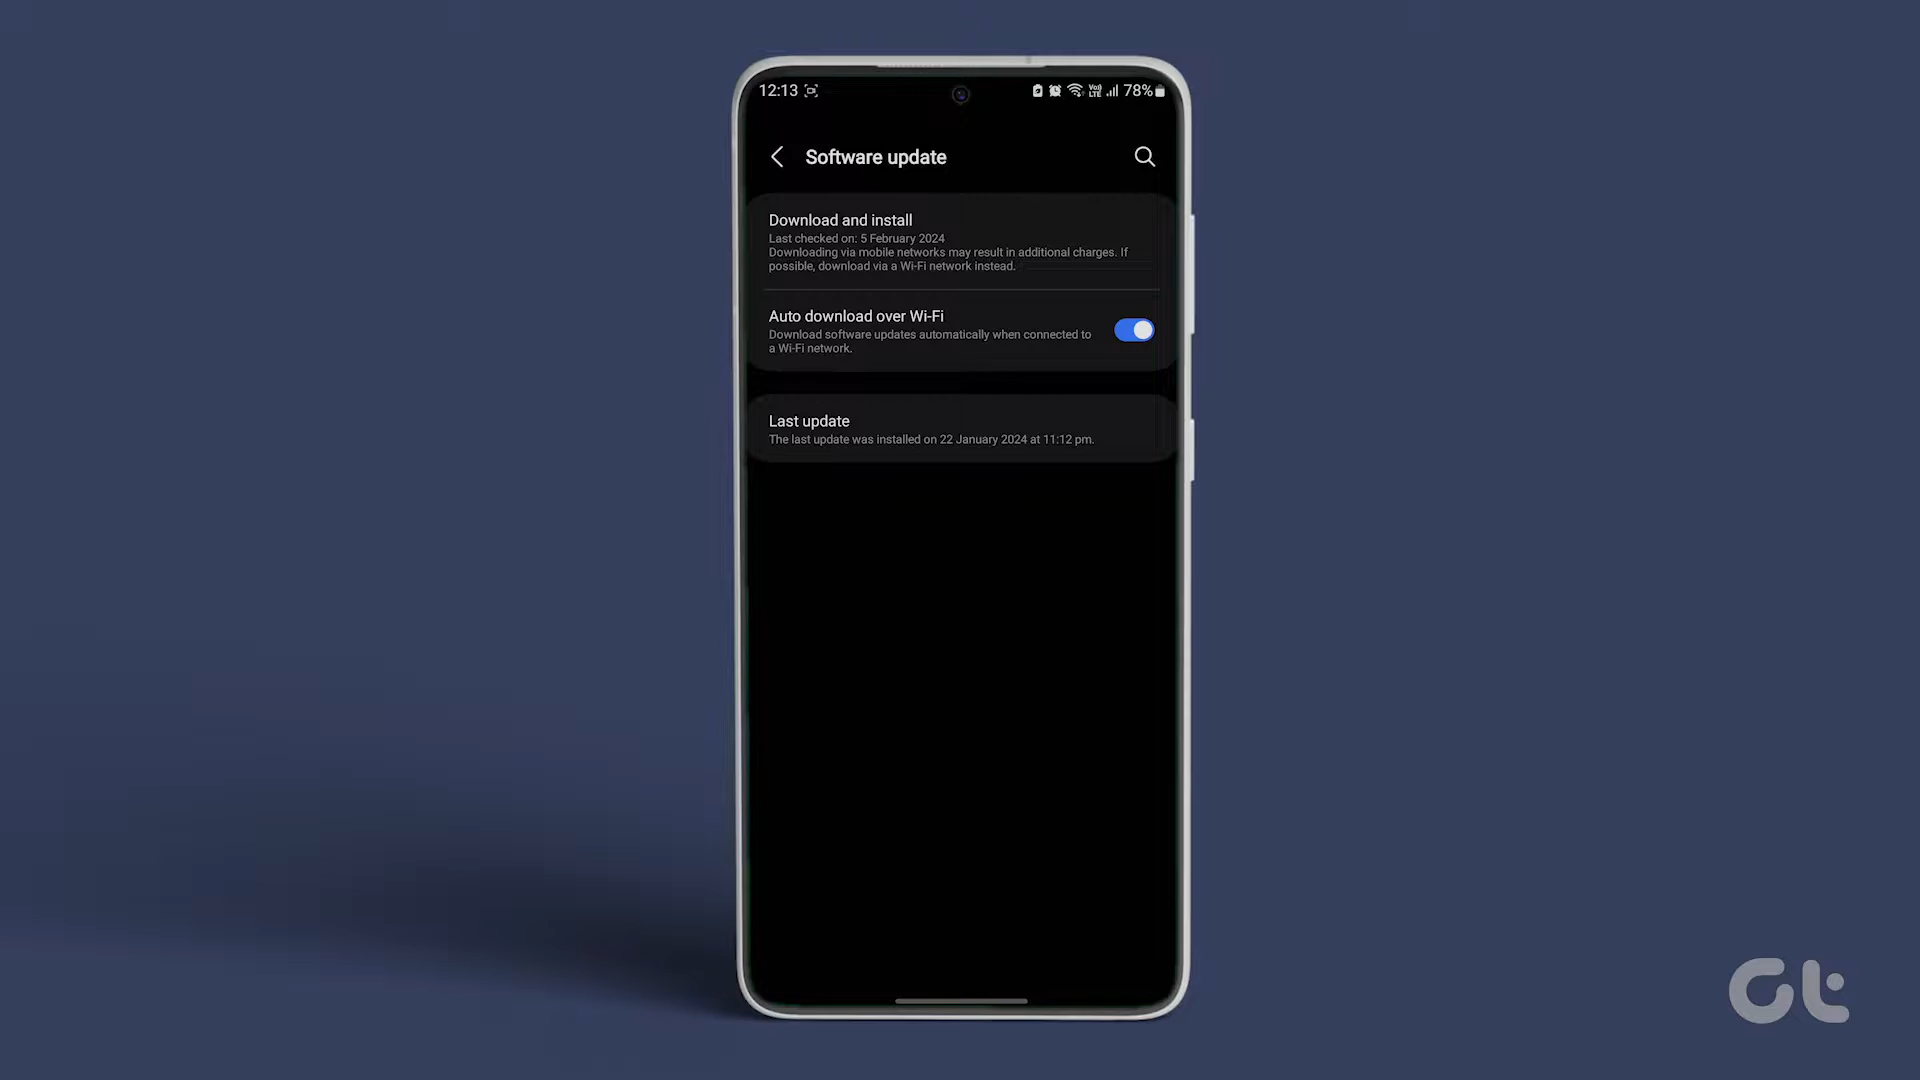 12:13 78%
Software update
Download and install
Last checked on: 5 February 2024
Downloading via mobile networks may result in additional charges. If
possible, download via a Wi-Fi network instead.
Auto download over Wi-Fi
Download software updates automatically when connected to
a Wi-Fi network.
Last update
The last update was installed on 22 January 2024 at 11:12 pm.
Gt